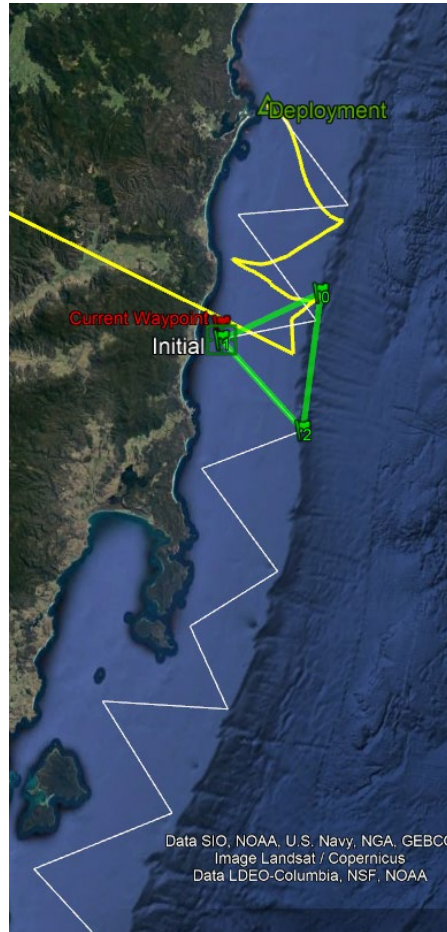 Deployment
0
Current Waypoint
Initial
1
2
Data SIO, NOAA, U.S. Navy, NGA, GEBCO
Image Landsat / Copernicus
Data LDEO-Columbia, NSF, NOAA